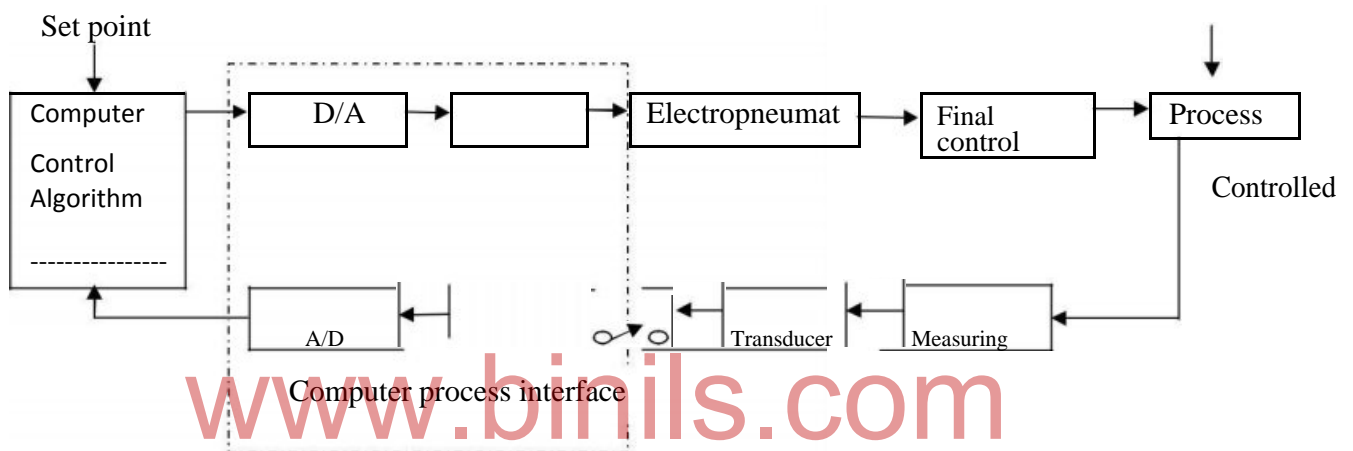 Set point
Computer
Control
Algorithm
----------------
D/A
Electropneumat
Final
control
Process
Controlled
A/D
Transducer
Measuring
Computer process interface
www.binils.com